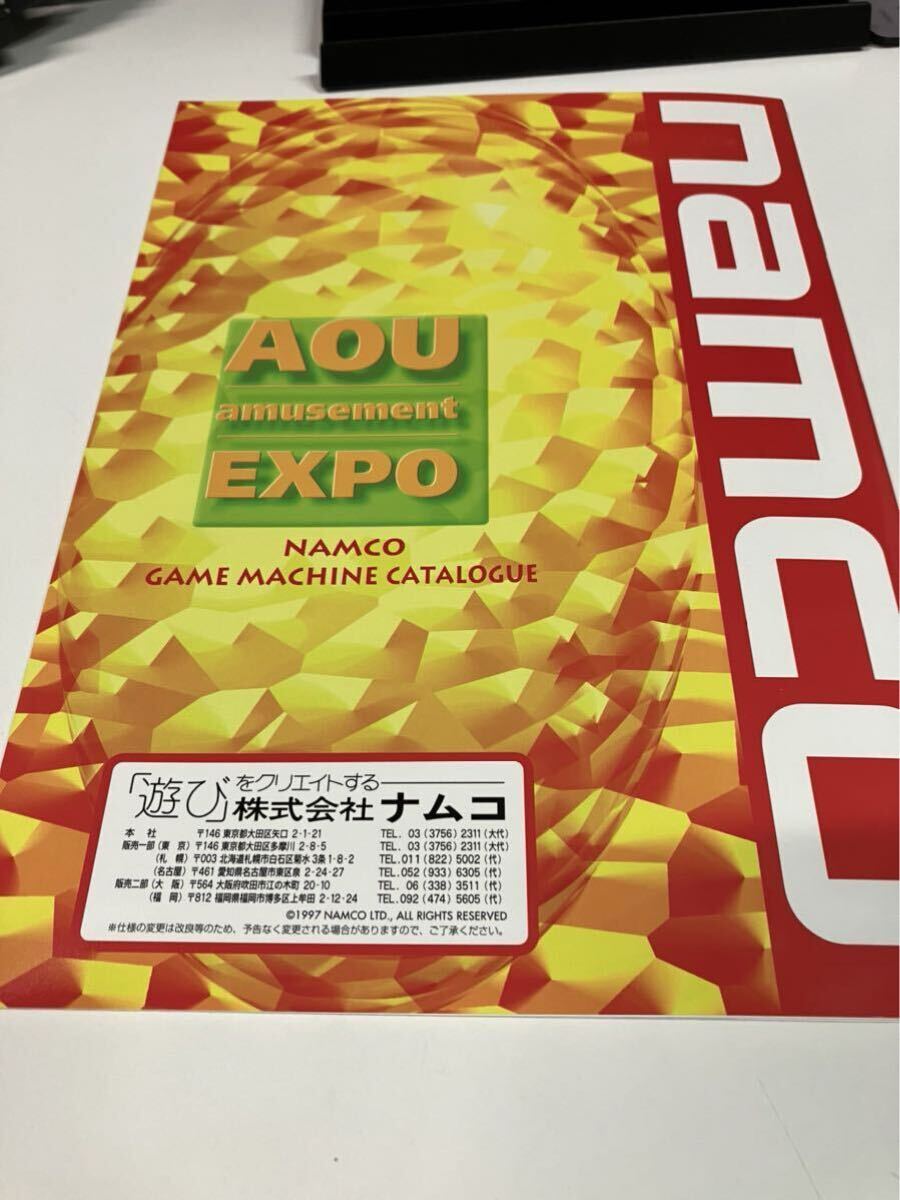 namco
AOU
amusement
EXPO
NAMCO
GAME MACHINE CATALOGUE
「遊び」をクリエイトする
株式会社ナムコ
本社 〒146 東京都大田区矢口 2-1-21 TEL. 03 (3756) 2311 (大代)
販売一部(東京) 〒146 東京都大田区多摩川 2-8-5 TEL. 03 (3756) 2311 (大代)
(札幌) 〒003 北海道札幌市白石区菊水 3条 1-8-2 TEL. 011 (822) 5002 (代)
(名古屋) 〒461 愛知県名古屋市東区泉 2-24-27 TEL. 052 (933) 6305 (代)
販売二部(大阪) 〒564 大阪府吹田市江の木町 20-10 TEL. 06 (338) 3511 (代)
(福岡) 〒812 福岡県福岡市博多区上牟田 2-12-24 TEL. 092 (474) 5605 (代)
©1997 NAMCO LTD., ALL RIGHTS RESERVED
※仕様の変更は改良等のため、予告なく変更される場合がありますので、ご了承ください。